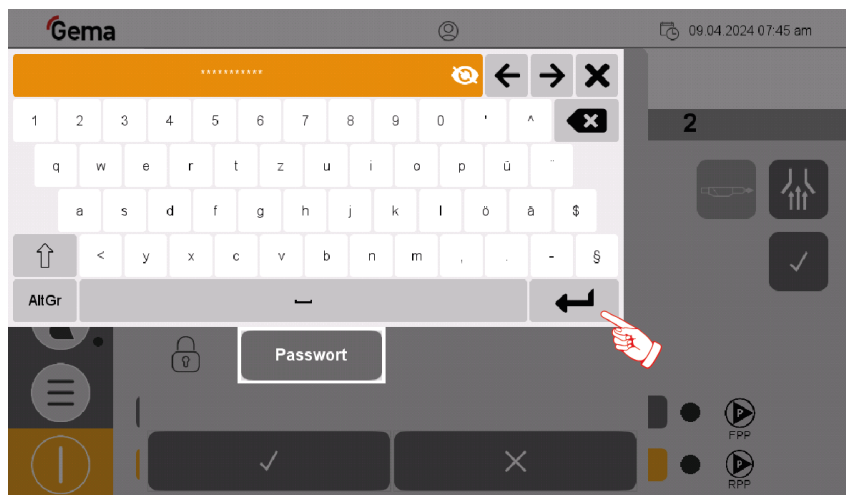 Gema 09.04.2024 07:45 am
***********
1 2 3 4 5 6 7 8 9 0 ' ^
2
q w e r t z u i o p ü ¨
a s d f g h j k l ö ä $
< y x c v b n m , . - §
AltGr
Passwort
P
FPP
P
RPP